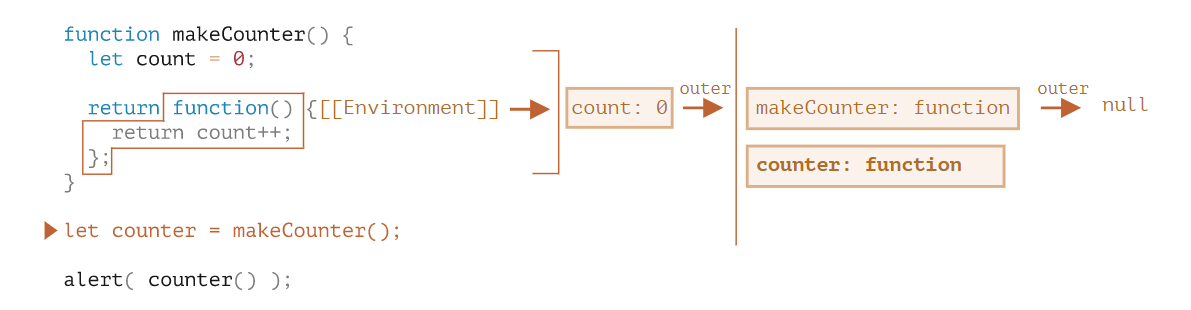 function makeCounter() {
let count = 0;
return function() {[[Environment]]
return count++;
};
}
let counter = makeCounter();
alert( counter() );
count: 0
outer
makeCounter: function
counter: function
outer
null